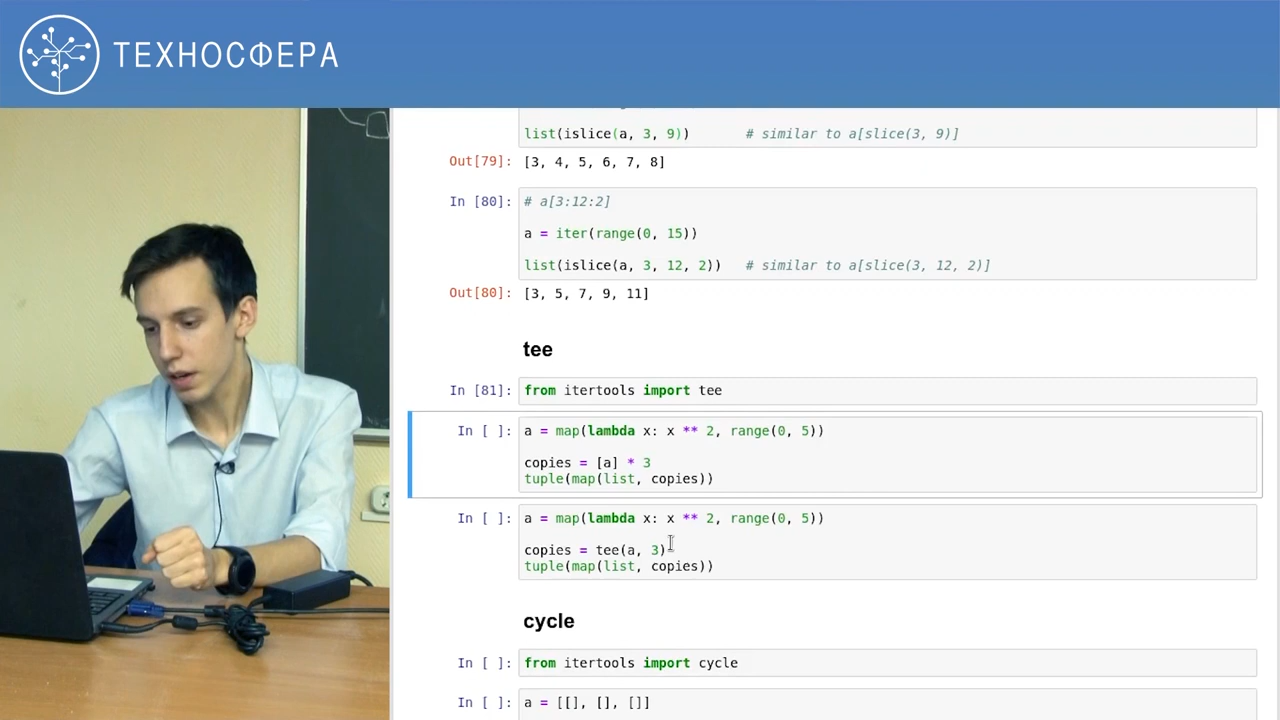 ТЕХНОСФЕРА
list(islice(a, 3, 9)) # similar to a[slice(3, 9)]
Out[79]: [3, 4, 5, 6, 7, 8]
In [80]: # a[3:12:2]
a = iter(range(0, 15))
list(islice(a, 3, 12, 2)) # similar to a[slice(3, 12, 2)]
Out[80]: [3, 5, 7, 9, 11]
tee
In [81]: from itertools import tee
In [ ]: a = map(lambda x: x ** 2, range(0, 5))
copies = [a] * 3
tuple(map(list, copies))
In [ ]: a = map(lambda x: x ** 2, range(0, 5))
copies = tee(a, 3)
tuple(map(list, copies))
cycle
In [ ]: from itertools import cycle
In [ ]: a = [[], [], []]